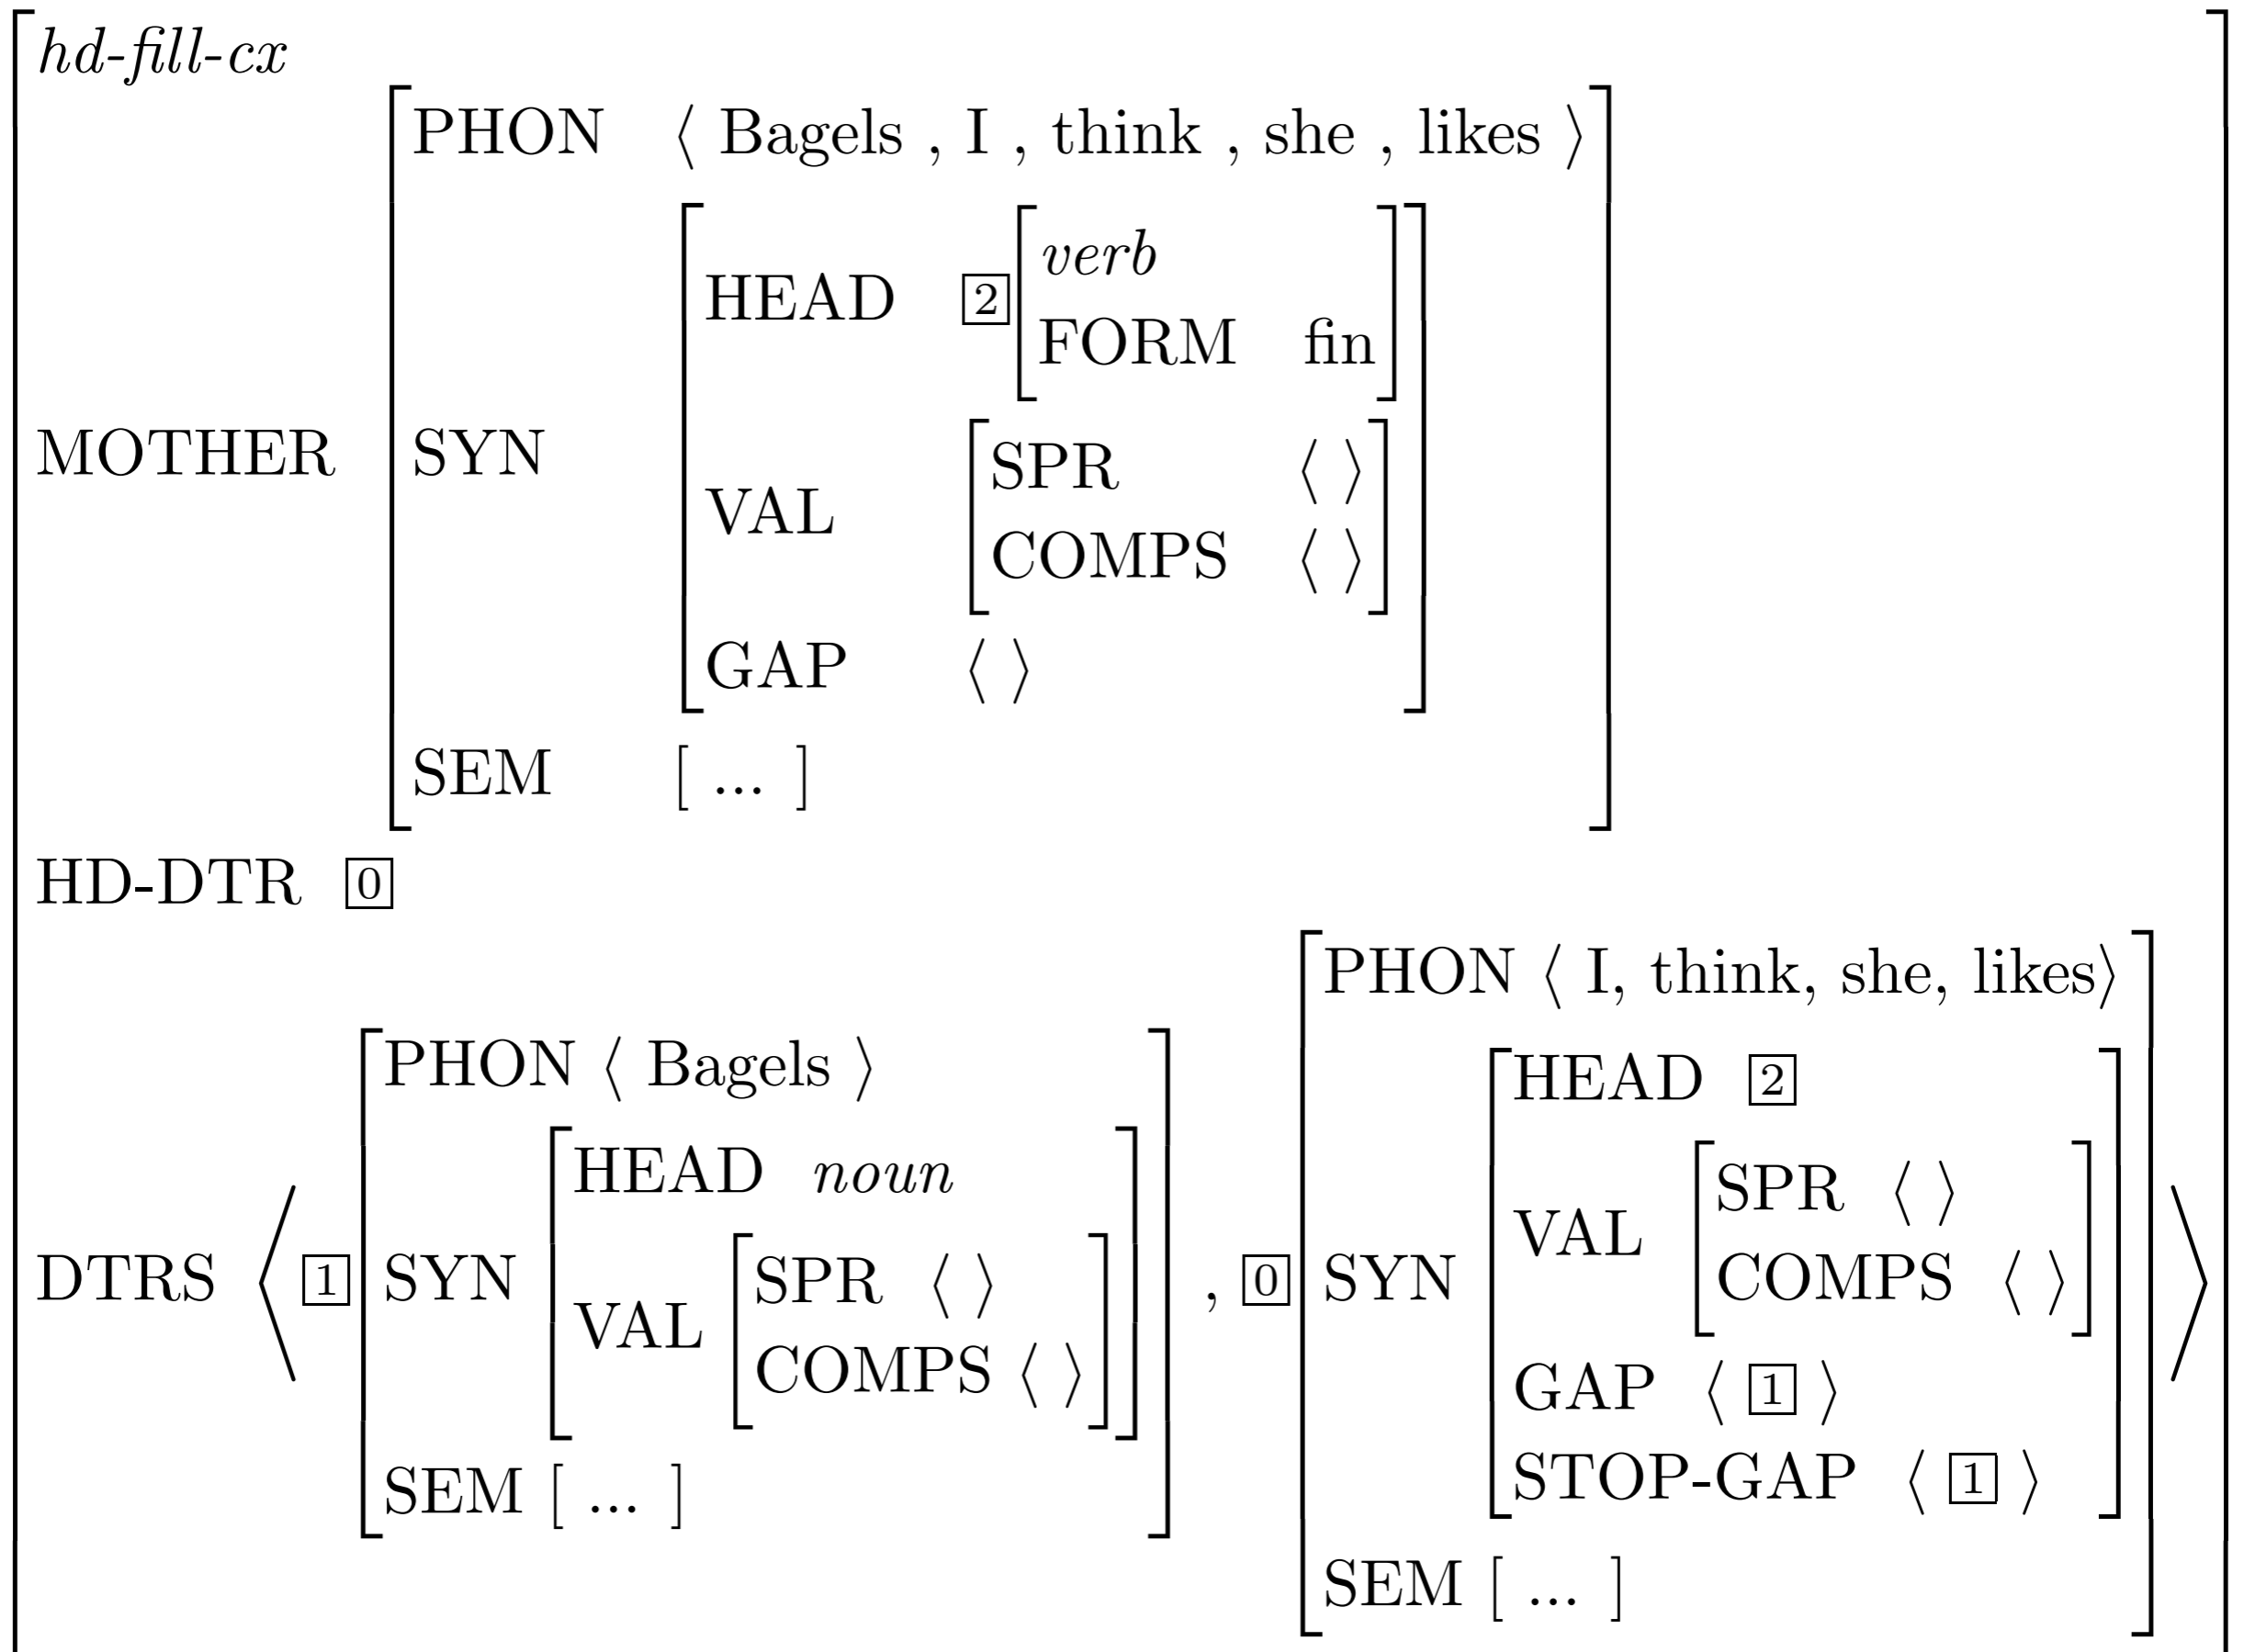 hd-fill-cx
PHON ⟨ Bagels , I , think , she , likes ⟩
verb
HEAD 2
FORM fin
MOTHER SYN
SPR ⟨ ⟩
VAL
COMPS ⟨ ⟩
GAP ⟨ ⟩
SEM [ ... ]
HD-DTR 0
PHON ⟨ Bagels ⟩
HEAD noun
DTRS ⟨ 1 SYN
SPR ⟨ ⟩
VAL
COMPS ⟨ ⟩
SEM [ ... ]
, 0
PHON ⟨ I, think, she, likes⟩
HEAD 2
SPR ⟨ ⟩
VAL
COMPS ⟨ ⟩
SYN
GAP ⟨ 1 ⟩
STOP-GAP ⟨ 1 ⟩
SEM [ ... ] ⟩